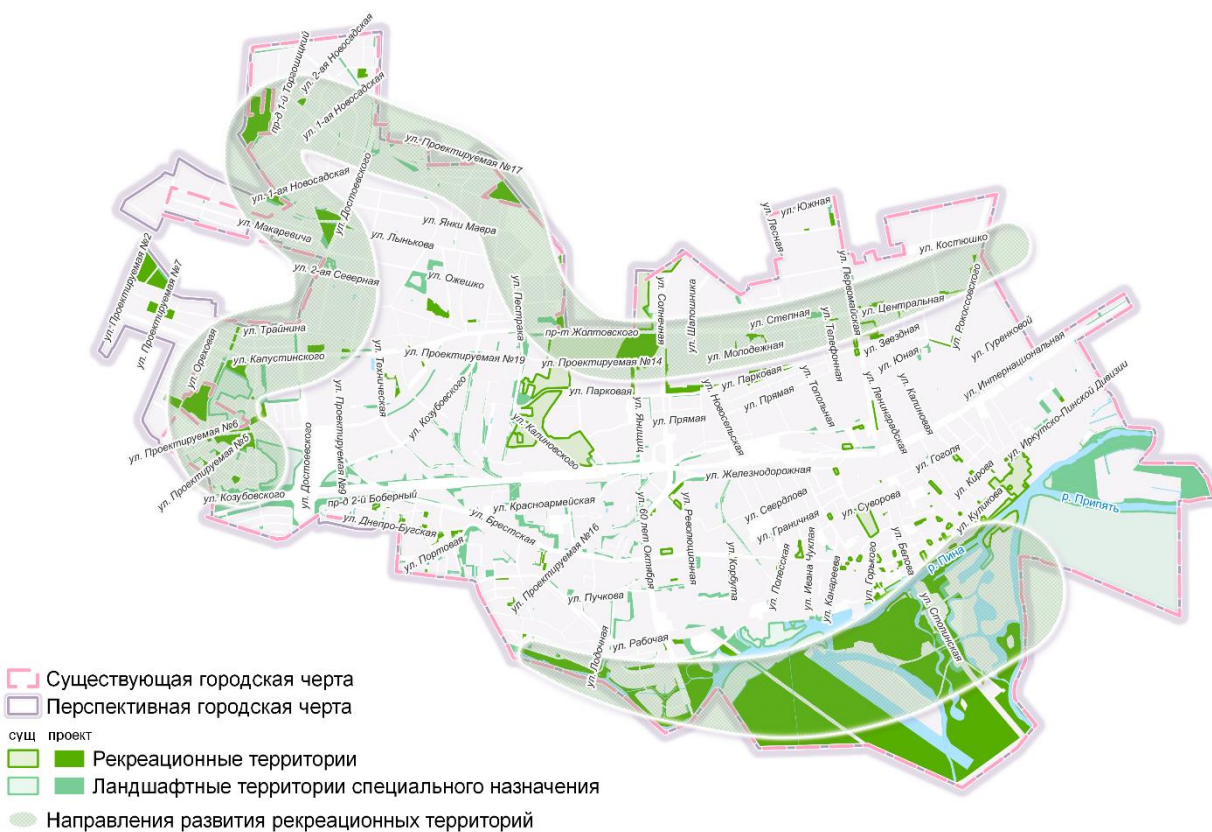 пр-д 1-й Торгошицкий
ул. 2-ая Новосадская
ул. 1-ая Новосадская
ул. Проектируемая №17
ул. 1-ая Новосадская
ул. Достоевского
ул. Макаревича
ул. Лынькова
ул. Янки Мавра
ул. 2-ая Северная
ул. Ожешко
ул. Проектируемая №2
ул. Проектируемая №7
ул. Лесная
ул. Южная
ул. Костюшко
ул. Первомайская
ул. Солнечная
ул. Шапошника
ул. Пестрака
пр-т Жолтовского
ул. Степная
ул. Центральная
ул. Телефонная
ул. Рокоссовского
ул. Звездная
ул. Юная
ул. Гуренковой
ул. Интернациональная
ул. Трайнина
ул. Ореховая
ул. Капустинского
ул. Техническая
ул. Проектируемая №19
ул. Проектируемая №14
ул. Молодежная
ул. Парковая
ул. Парковая
ул. Прямая
ул. Прямая
ул. Новосельская
ул. Топольная
ул. Ленинградская
ул. Калиновая
ул. Иркутско-Пинской Дивизии
ул. Козубовского
ул. Калиновского
ул. Янищиц
ул. Проектируемая №6
ул. Проектируемая №5
ул. Достоевского
ул. Проектируемая №9
ул. Козубовского
пр-д 2-й Боберный
ул. Железнодорожная
ул. Гоголя
ул. Кирова
ул. Куликова
р. Припять
ул. Красноармейская
ул. Днепро-Бугская
ул. Брестская
ул. Портовая
ул. Проектируемая №16
ул. 60 лет Октября
ул. Революционная
ул. Свердлова
ул. Граничная
ул. Суворова
ул. Белова
р. Пина
ул. Корбута
ул. Полесская
ул. Ивана Чуклая
ул. Канареева
ул. Горького
ул. Столинская
ул. Пучкова
ул. Рабочая
ул. Лодочная
Существующая городская черта
Перспективная городская черта
сущ проект
Рекреационные территории
Ландшафтные территории специального назначения
Направления развития рекреационных территорий